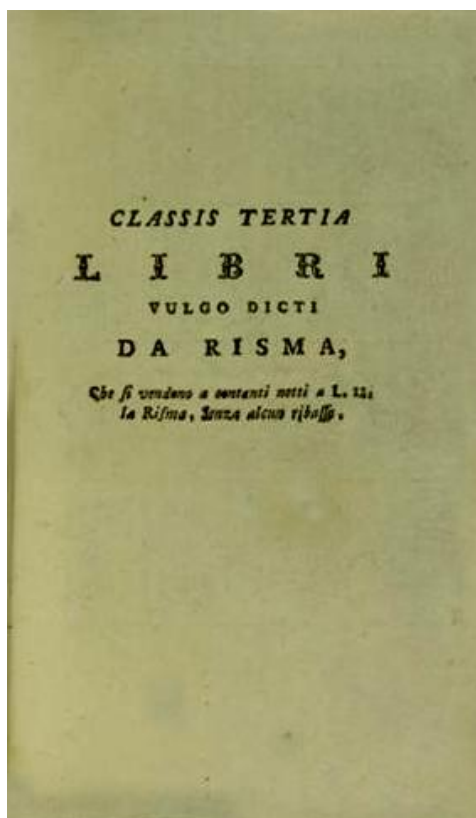 CLASSIS TERTIA
LIBRI
VULGO DICTI
DA RISMA,
Che ſi vendono a contanti netti a L. 12.
la Riſma, ſenza alcun ribaſſo.